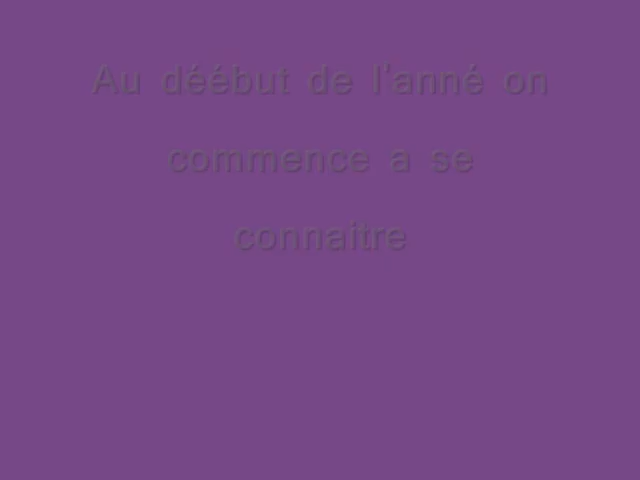 Au déébut de l'anné on
commence a se
connaitre